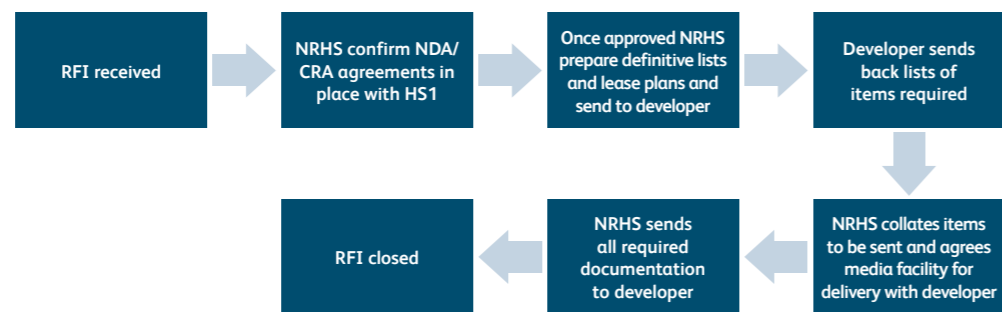 RFI received
NRHS confirm NDA/
CRA agreements in
place with HS1
Once approved NRHS
prepare definitive lists
and lease plans and
send to developer
Developer sends
back lists of
items required
NRHS collates items
to be sent and agrees
media facility for
delivery with developer
NRHS sends
all required
documentation
to developer
RFI closed